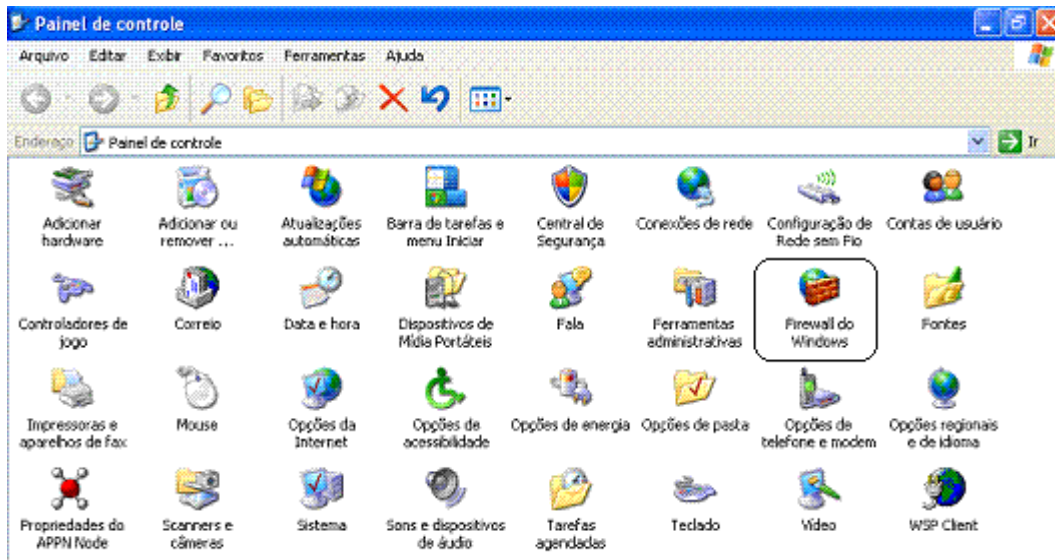 Painel de controle
Arquivo Editar Exibir Favoritos Ferramentas Ajuda
Endereço Painel de controle Ir
Adicionar hardware
Adicionar ou remover ...
Atualizações automáticas
Barra de tarefas e menu Iniciar
Central de Segurança
Conexões de rede
Configuração de Rede sem Fio
Contas de usuário
Controladores de jogo
Correio
Data e hora
Dispositivos de Mídia Portáteis
Fala
Ferramentas administrativas
Firewall do Windows
Fontes
Impressoras e aparelhos de fax
Mouse
Opções da Internet
Opções de acessibilidade
Opções de energia
Opções de pasta
Opções de telefone e modem
Opções regionais e de idioma
Propriedades do APPN Node
Scanners e câmeras
Sistema
Sons e dispositivos de áudio
Tarefas agendadas
Teclado
Vídeo
WSP Client